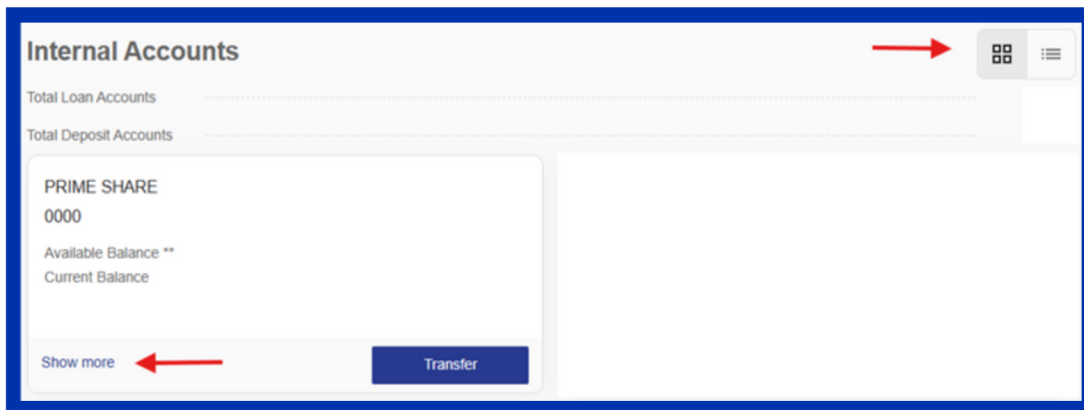 Internal Accounts
Total Loan Accounts
Total Deposit Accounts
PRIME SHARE
0000
Available Balance **
Current Balance
Show more
Transfer